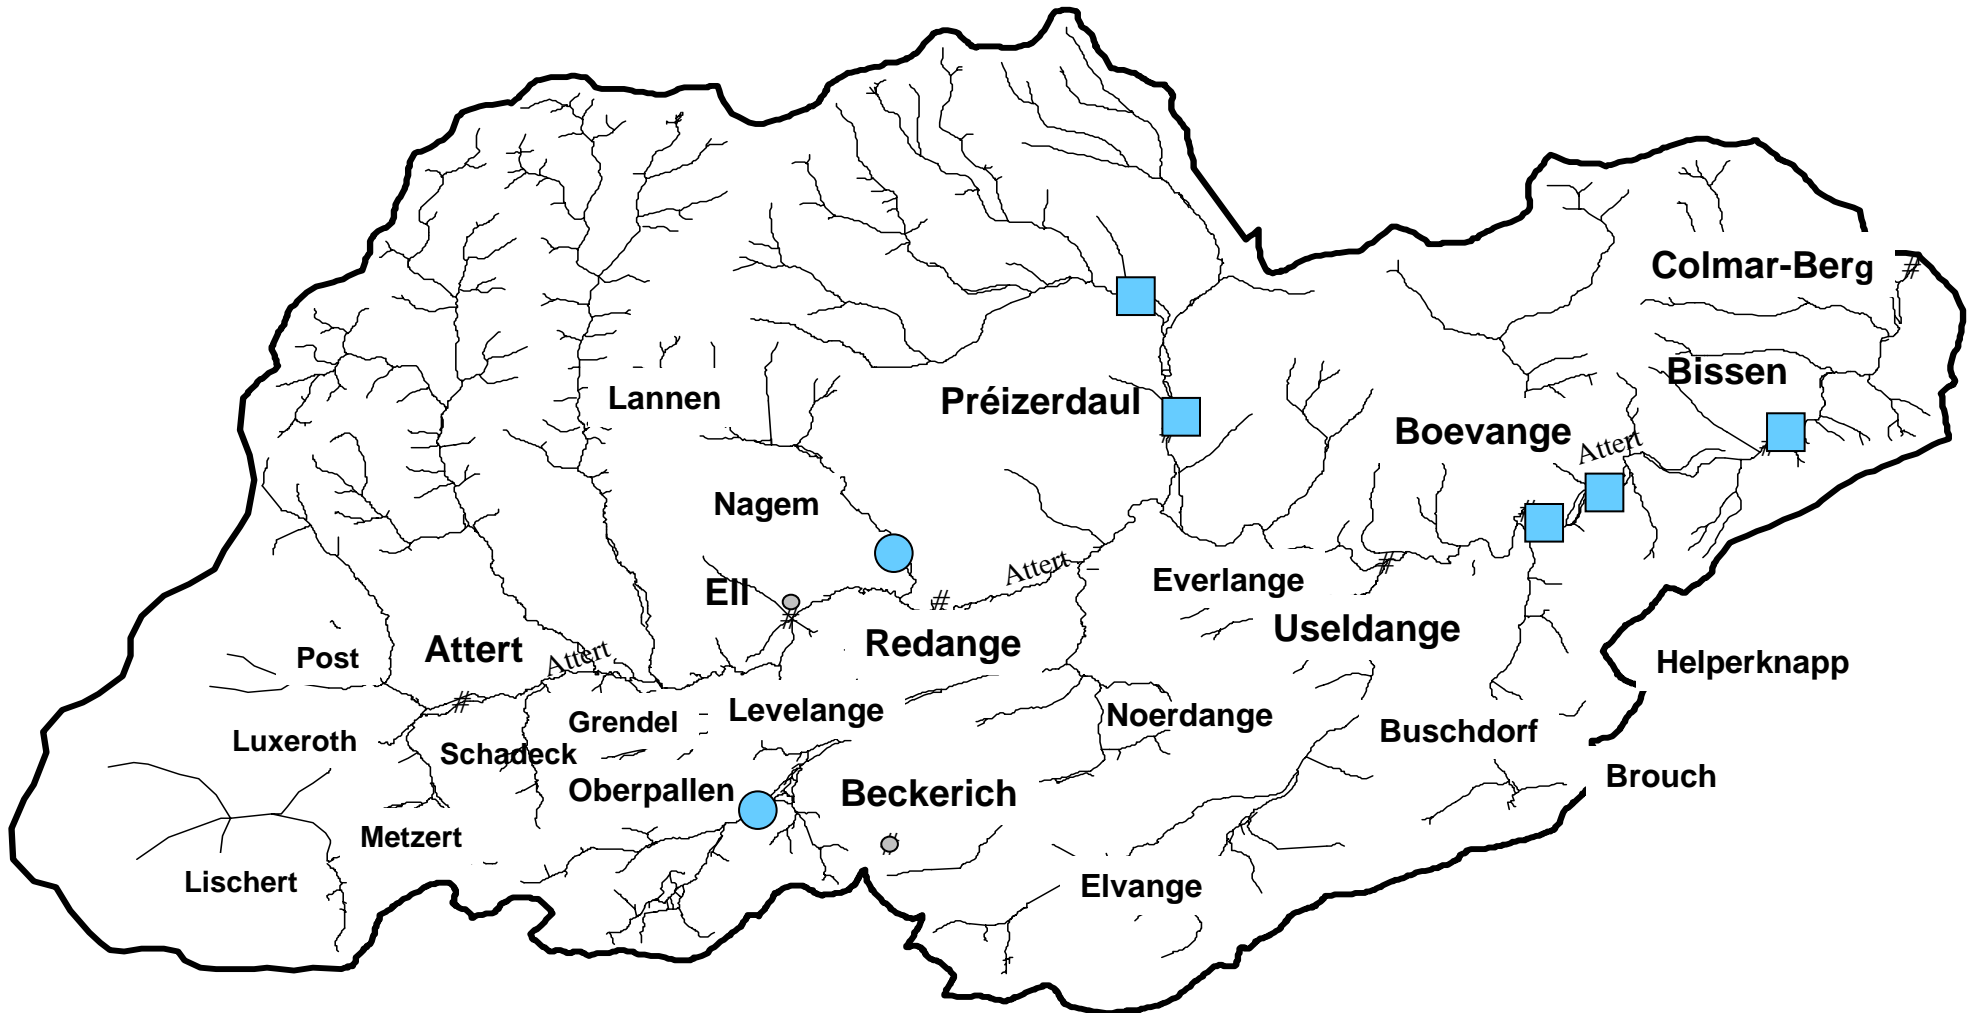 Colmar-Berg
#
Bissen
Lannen
Préizerdaul
Boevange
Attert
Nagem
Attert
#
Everlange
Ell
#
#
Redange
Useldange
Post
Attert
Attert
Helperknapp
#
Levelange
Noerdange
Grendel
Buschdorf
Luxeroth
Schadeck
Oberpallen
Beckerich
Brouch
Metzert
Lischert
Elvange